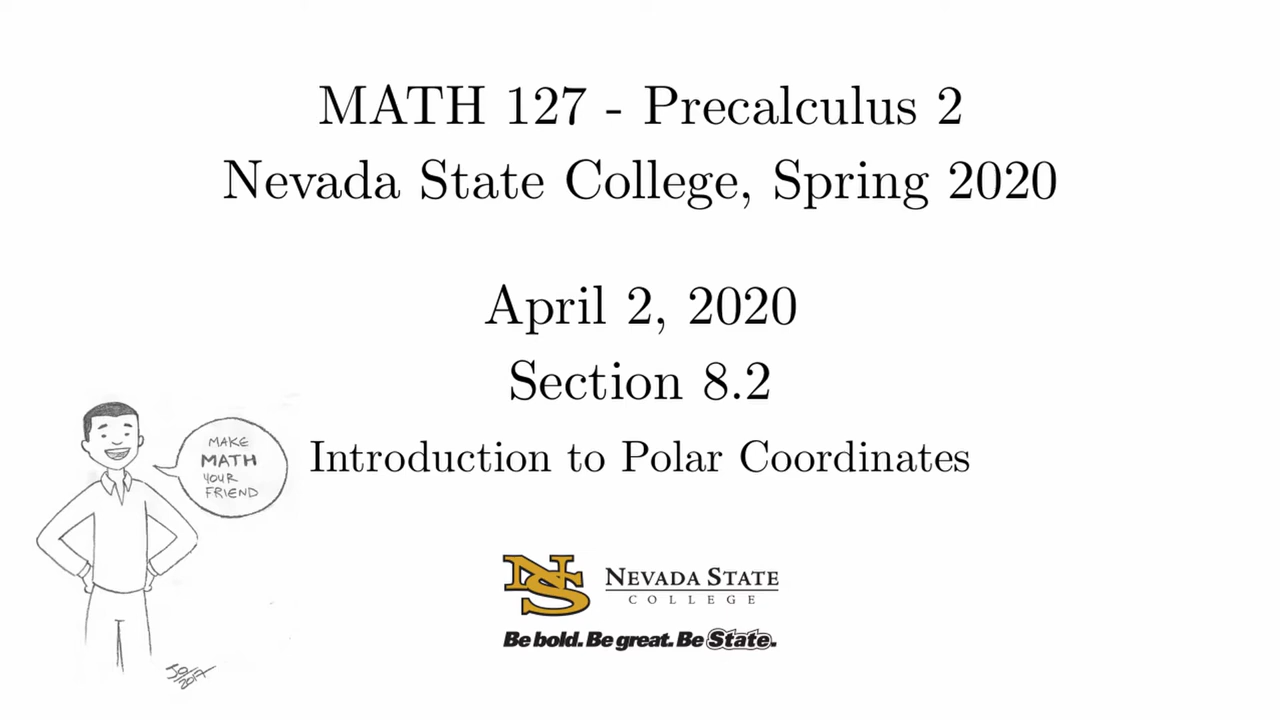 MATH 127 - Precalculus 2
Nevada State College, Spring 2020
April 2, 2020
Section 8.2
Introduction to Polar Coordinates
MAKE
MATH
YOUR
FRIEND
NS
NEVADA STATE
COLLEGE
Be bold. Be great. Be State.
2017